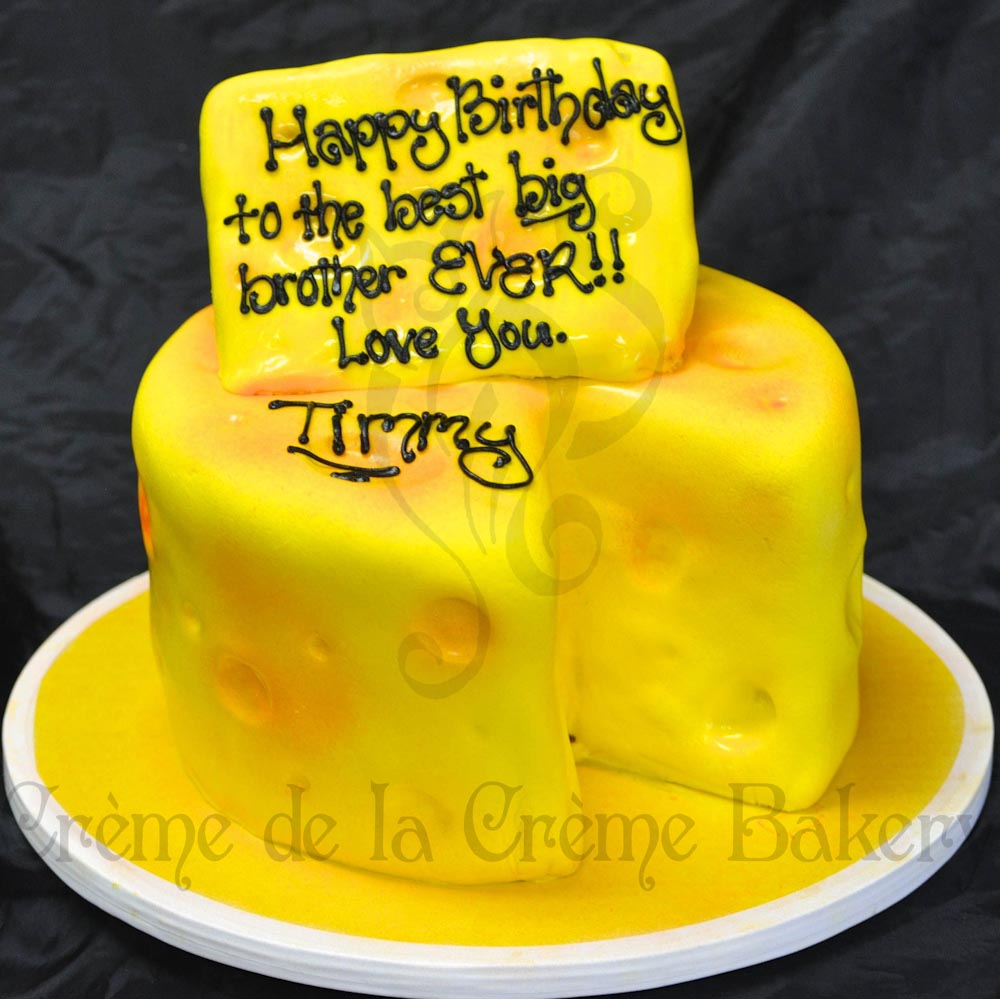 Happy Birthday
to the best big
brother EVER!!
Love You.
Timmy
Crème de la Crème Bakery